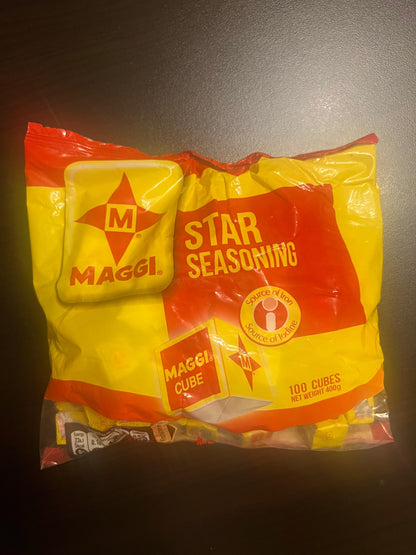 M
MAGGI®
STAR
SEASONING
Source of Iron
i
Source of Iodine
MAGGI®
CUBE
100 CUBES
NET WEIGHT 400g
M